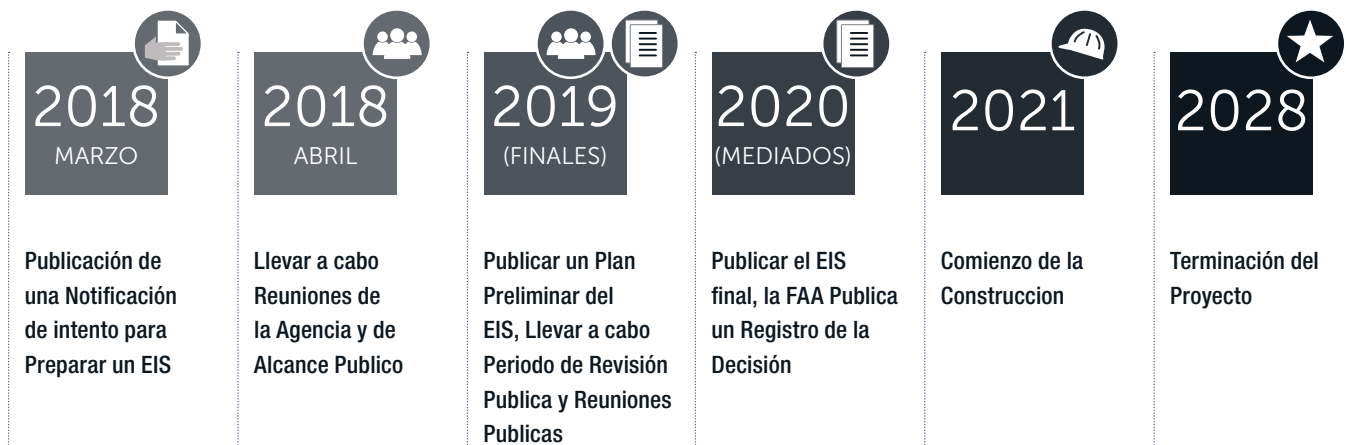 2018
MARZO
Publicación de
una Notificación
de intento para
Preparar un EIS
2018
ABRIL
Llevar a cabo
Reuniones de
la Agencia y de
Alcance Publico
2019
(FINALES)
Publicar un Plan
Preliminar del
EIS, Llevar a cabo
Periodo de Revisión
Publica y Reuniones
Publicas
2020
(MEDIADOS)
Publicar el EIS
final, la FAA Publica
un Registro de la
Decisión
2021
Comienzo de la
Construccion
2028
Terminación del
Proyecto